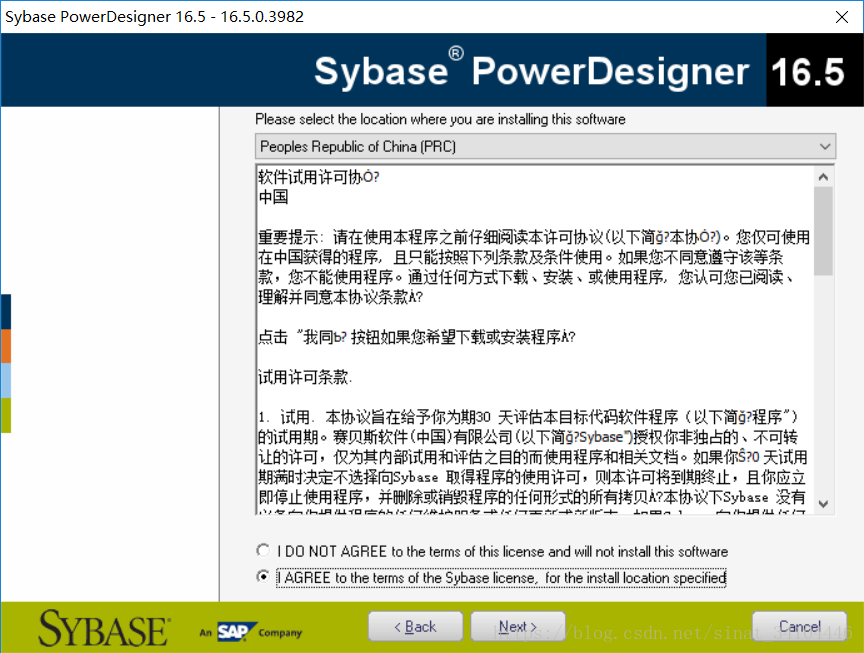 Sybase PowerDesigner 16.5 - 16.5.0.3982
Sybase® PowerDesigner 16.5
Please select the location where you are installing this software
Peoples Republic of China (PRC)
软件试用许可协Ó?
中国
重要提示: 请在使用本程序之前仔细阅读本许可协议(以下简ğ?本协Ó?)。您仅可使用
在中国获得的程序, 且只能按照下列条款及条件使用。如果您不同意遵守该等条
款, 您不能使用程序。通过任何方式下载、安装、或使用程序, 您认可您已阅读、
理解并同意本协议条款À?
点击 "我同Ъ? 按钮如果您希望下载或安装程序À?
试用许可条款.
1. 试用. 本协议旨在给予你为期30 天评估本目标代码软件程序（以下简ğ?程序"）
的试用期。赛贝斯软件(中国)有限公司(以下简ğ?Sybase")授权你非独占的、不可转
让的许可，仅为其内部试用和评估之目的而使用程序和相关文档。如果你Š?0 天试用
期满时决定不选择向Sybase 取得程序的使用许可，则本许可将到期终止，且你应立
即停止使用程序，并删除或销毁程序的任何形式的所有拷贝À?本协议下Sybase 没有
I DO NOT AGREE to the terms of this license and will not install this software
I AGREE to the terms of the Sybase license, for the install location specified
SYBASE An SAP Company
< Back
Next >
Cancel